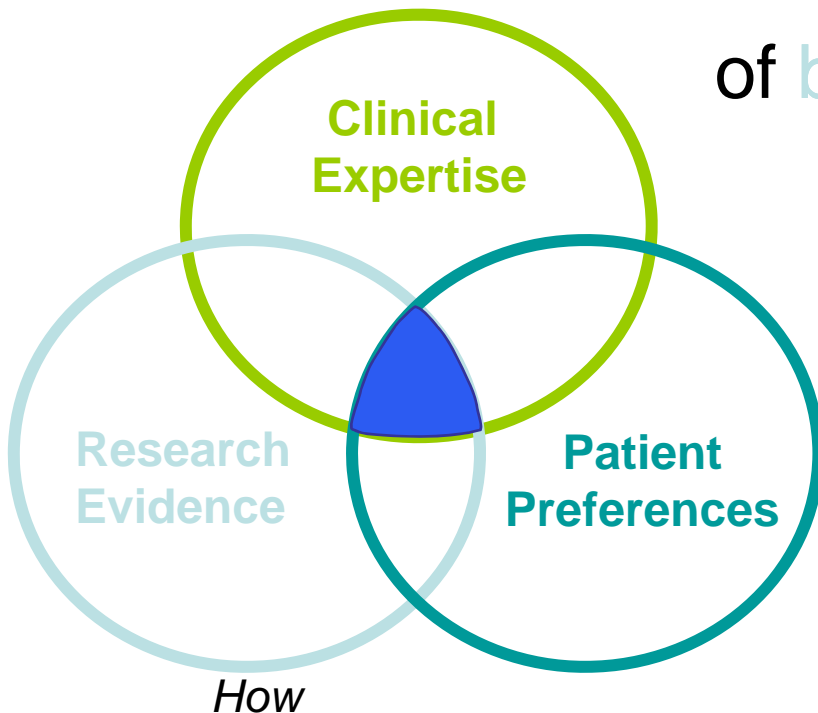 of b
Clinical
Expertise
Research
Evidence
Patient
Preferences
How